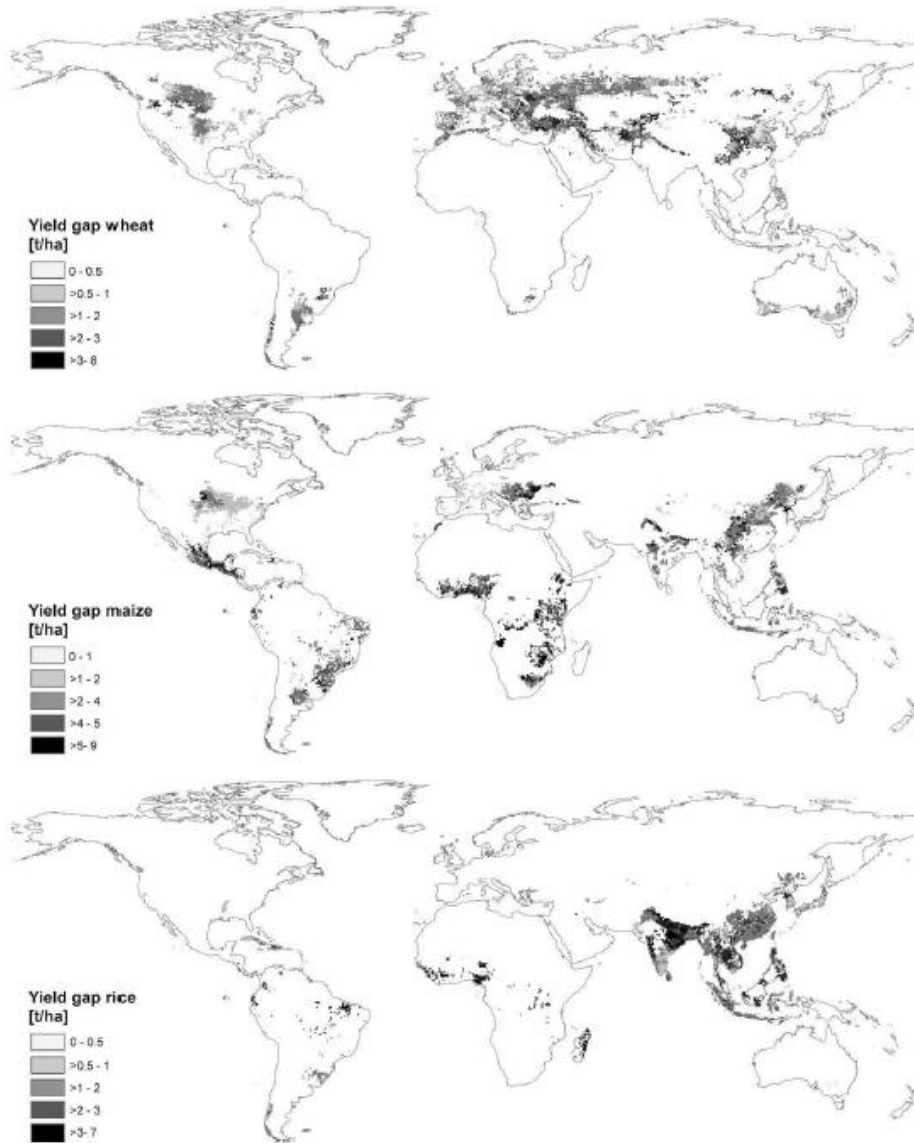 Yield gap wheat
[t/ha]
0 - 0.5
>0.5 - 1
>1 - 2
>2 - 3
>3- 8
Yield gap maize
[t/ha]
0 - 1
>1 - 2
>2 - 4
>4 - 5
>5- 9
Yield gap rice
[t/ha]
0 - 0.5
>0.5 - 1
>1 - 2
>2 - 3
>3- 7